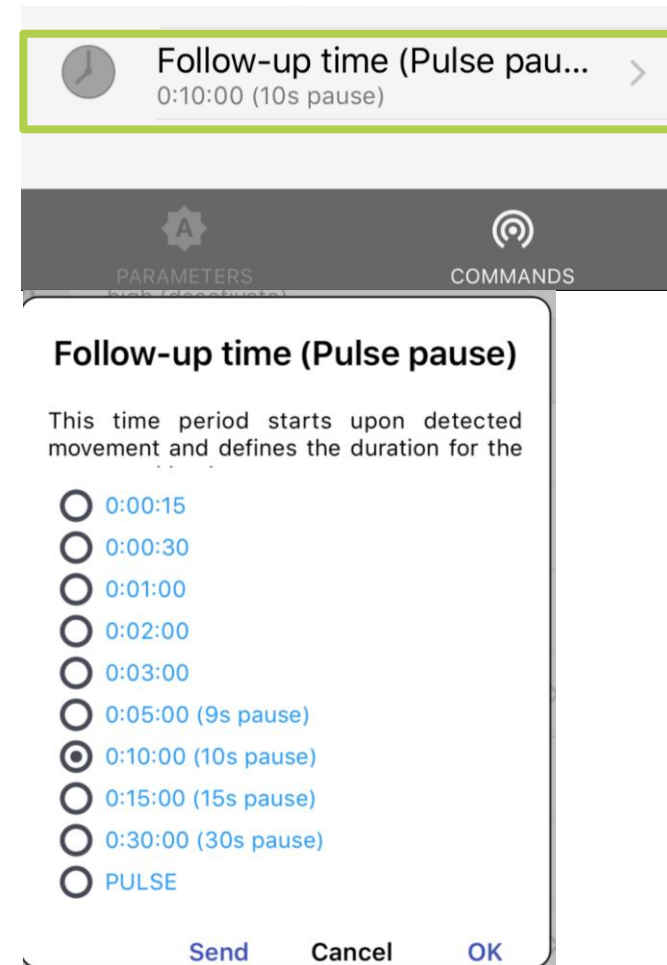 Follow-up time (Pulse pau...
0:10:00 (10s pause)
A
PARAMETERS
COMMANDS
high (deactivate)
Follow-up time (Pulse pause)
This time period starts upon detected
movement and defines the duration for the
0:00:15
0:00:30
0:01:00
0:02:00
0:03:00
0:05:00 (9s pause)
0:10:00 (10s pause)
0:15:00 (15s pause)
0:30:00 (30s pause)
PULSE
Send Cancel OK